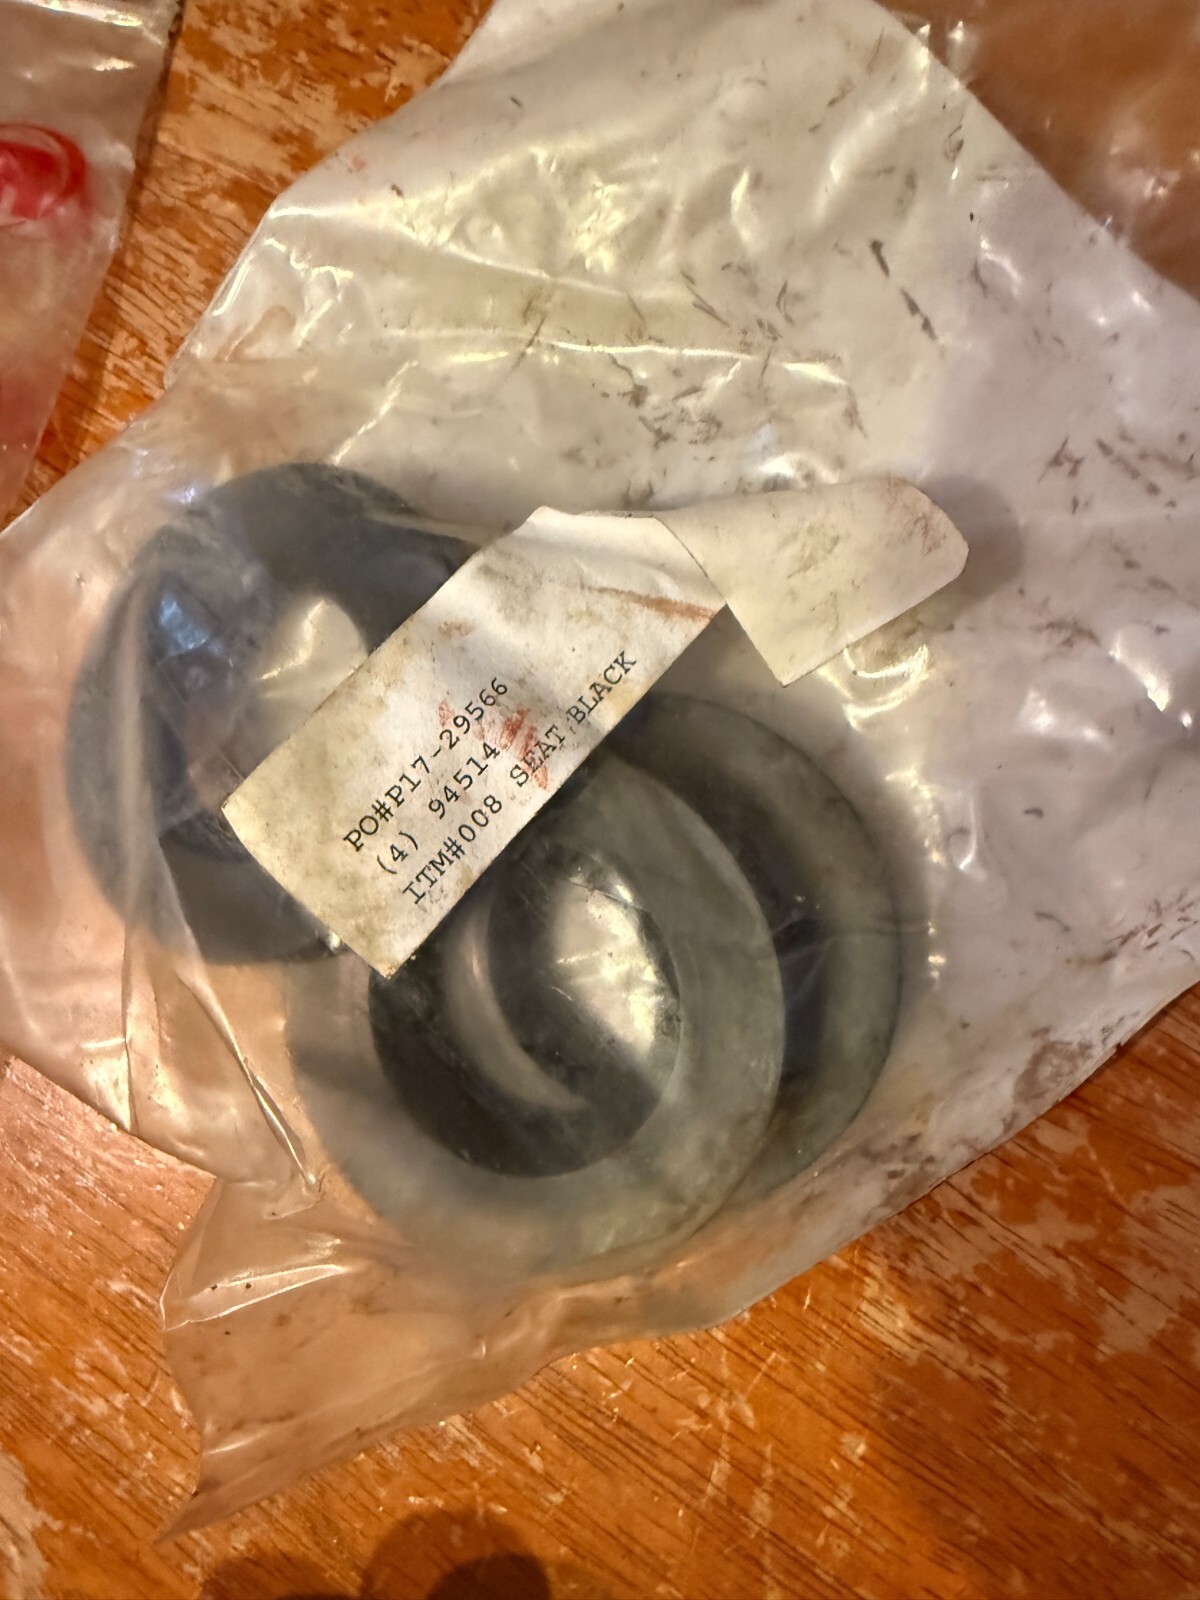 PO#P17-29566
(4) 94514
ITM#008 SEAT BLACK